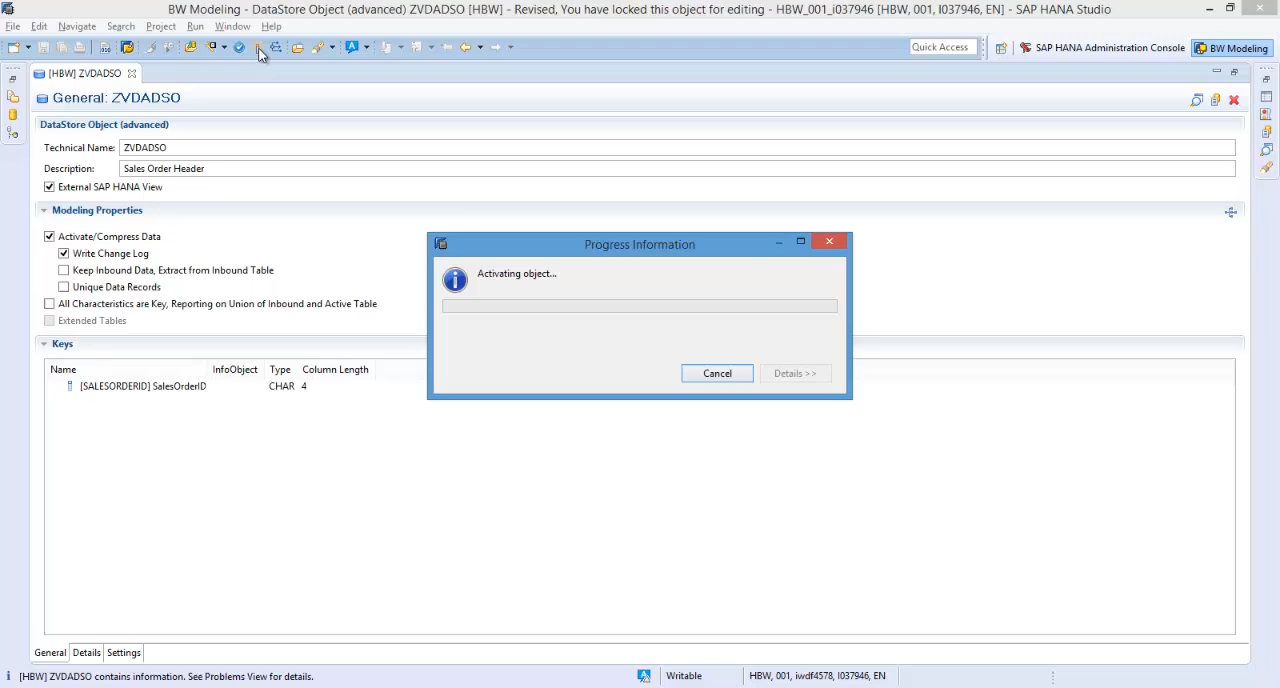 BW Modeling - DataStore Object (advanced) ZVDADSO [HBW] - Revised, You have locked this object for editing - HBW_001_i037946 [HBW, 001, I037946, EN] - SAP HANA Studio
File Edit Navigate Search Project Run Window Help
Quick Access SAP HANA Administration Console BW Modeling
[HBW] ZVDADSO
General: ZVDADSO
DataStore Object (advanced)
Technical Name: ZVDADSO
Description: Sales Order Header
External SAP HANA View
Modeling Properties
Activate/Compress Data
Write Change Log
Keep Inbound Data, Extract from Inbound Table
Unique Data Records
All Characteristics are Key, Reporting on Union of Inbound and Active Table
Extended Tables
Keys
Name InfoObject Type Column Length
[SALESORDERID] SalesOrderID CHAR 4
Progress Information
Activating object...
Cancel Details >>
General Details Settings
[HBW] ZVDADSO contains information. See Problems View for details. Writable HBW, 001, iwdf4578, I037946, EN